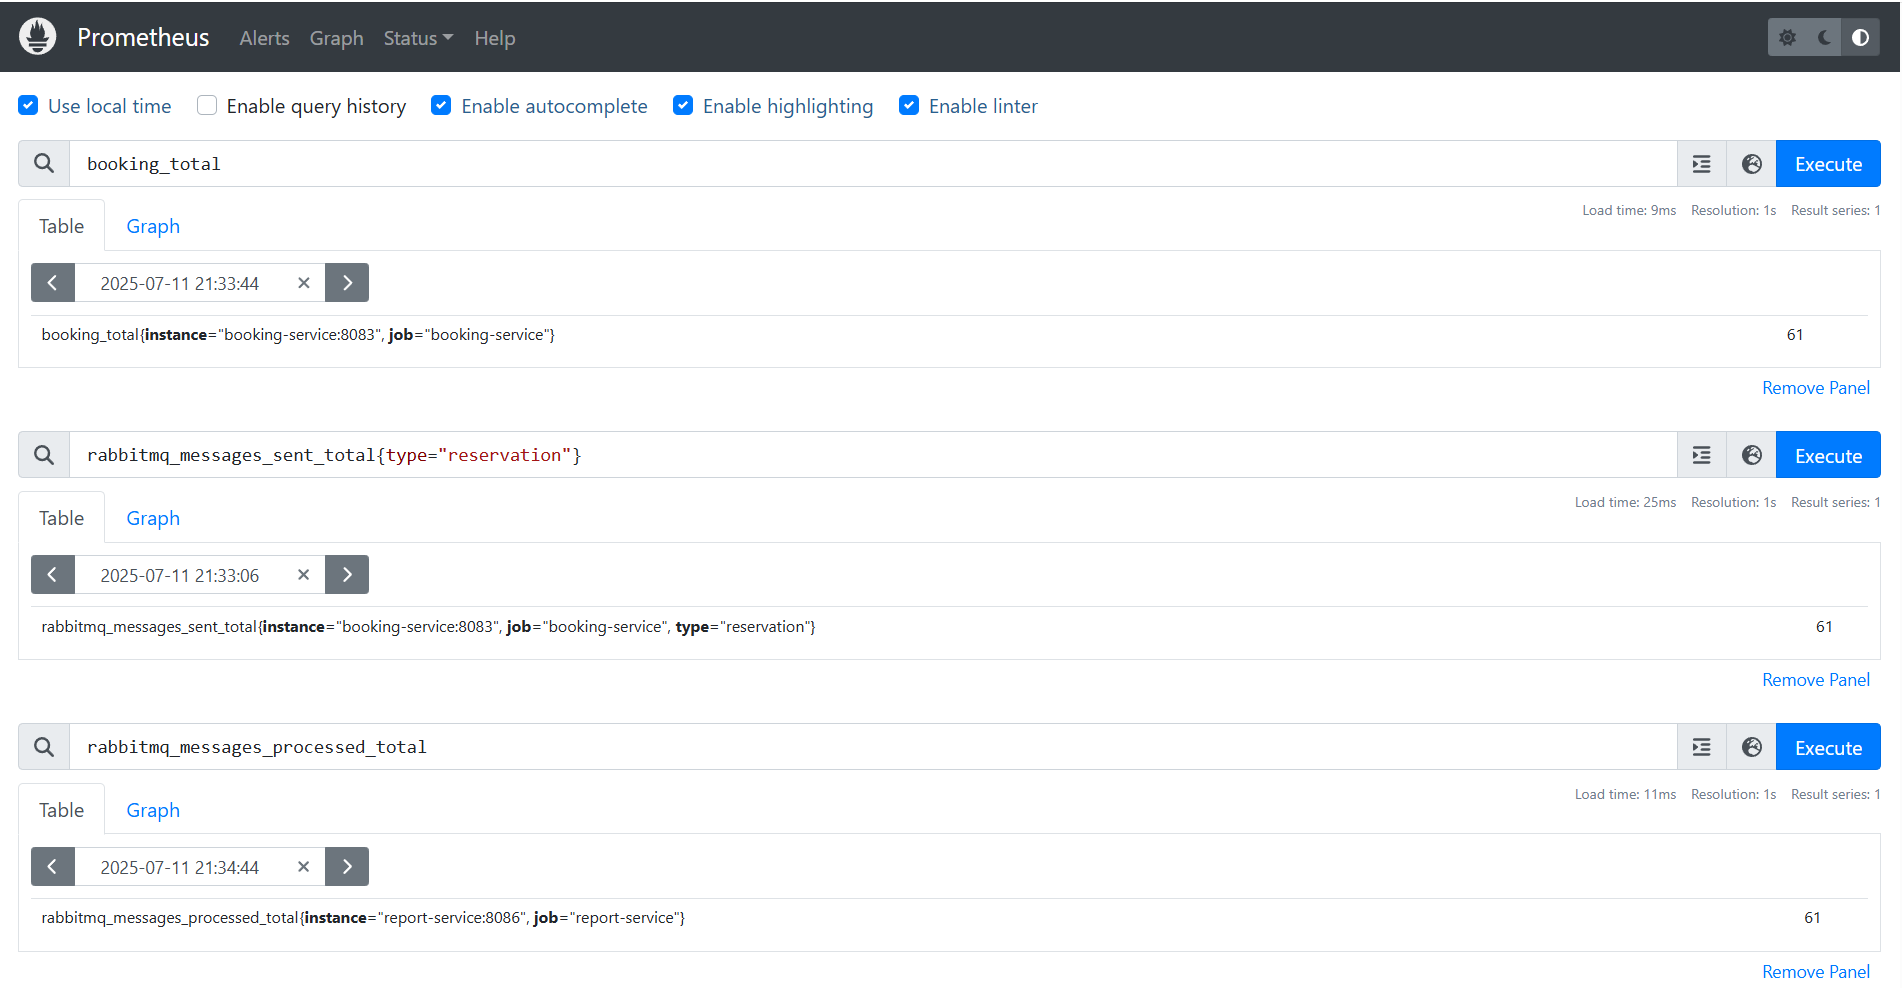 Prometheus Alerts Graph Status Help
Use local time Enable query history Enable autocomplete Enable highlighting Enable linter
booking_total Execute
Table Graph Load time: 9ms Resolution: 1s Result series: 1
2025-07-11 21:33:44
booking_total{instance="booking-service:8083", job="booking-service"} 61
Remove Panel
rabbitmq_messages_sent_total{type="reservation"} Execute
Table Graph Load time: 25ms Resolution: 1s Result series: 1
2025-07-11 21:33:06
rabbitmq_messages_sent_total{instance="booking-service:8083", job="booking-service", type="reservation"} 61
Remove Panel
rabbitmq_messages_processed_total Execute
Table Graph Load time: 11ms Resolution: 1s Result series: 1
2025-07-11 21:34:44
rabbitmq_messages_processed_total{instance="report-service:8086", job="report-service"} 61
Remove Panel